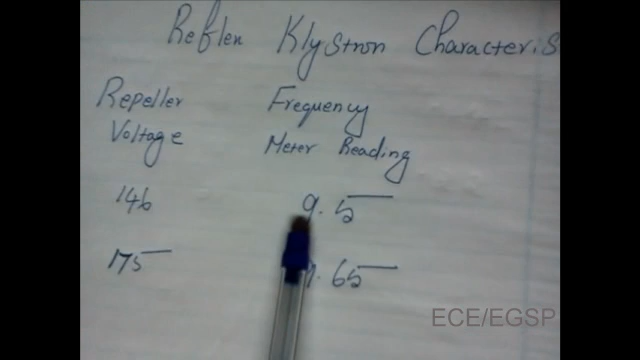 Reflex Klystron Characteris
Repeller Frequency
Voltage Meter Reading
146 9.5
175 .65
ECE/EGSP